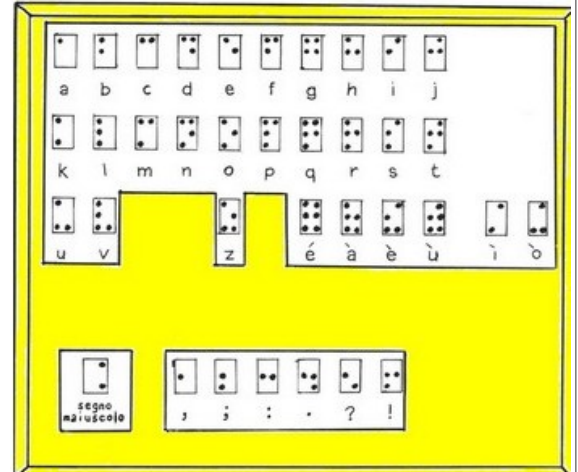 a b c d e f g h i j
k l m n o p q r s t
u v z é à è ù ì ò
segno
maiuscolo
, ; : . ? !